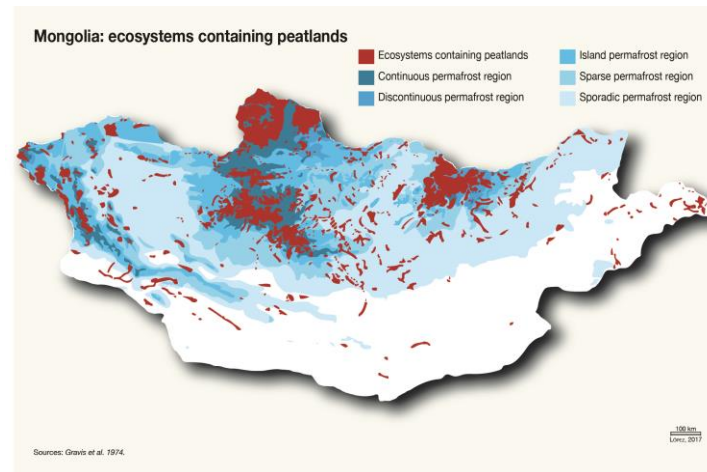 Mongolia: ecosystems containing peatlands
Ecosystems containing peatlands
Continuous permafrost region
Discontinuous permafrost region
Island permafrost region
Sparse permafrost region
Sporadic permafrost region
100 km
López, 2017
Sources: Gravis et al. 1974.